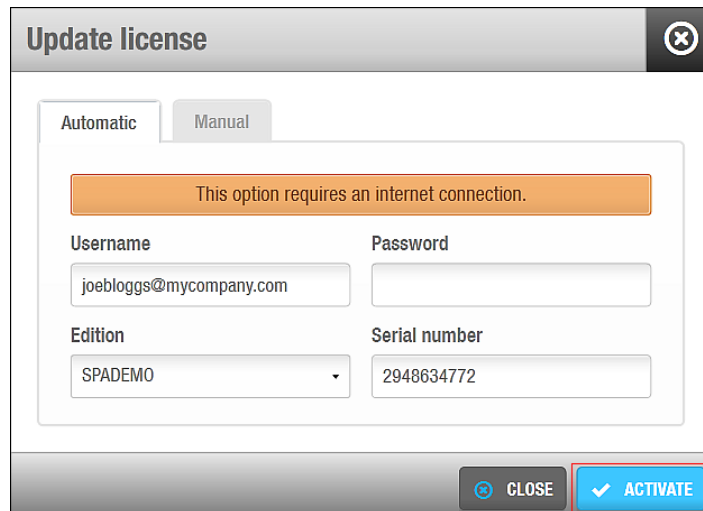 Update license
Automatic Manual
This option requires an internet connection.
Username Password
joebloggs@mycompany.com
Edition Serial number
SPADEMO 2948634772
CLOSE ACTIVATE